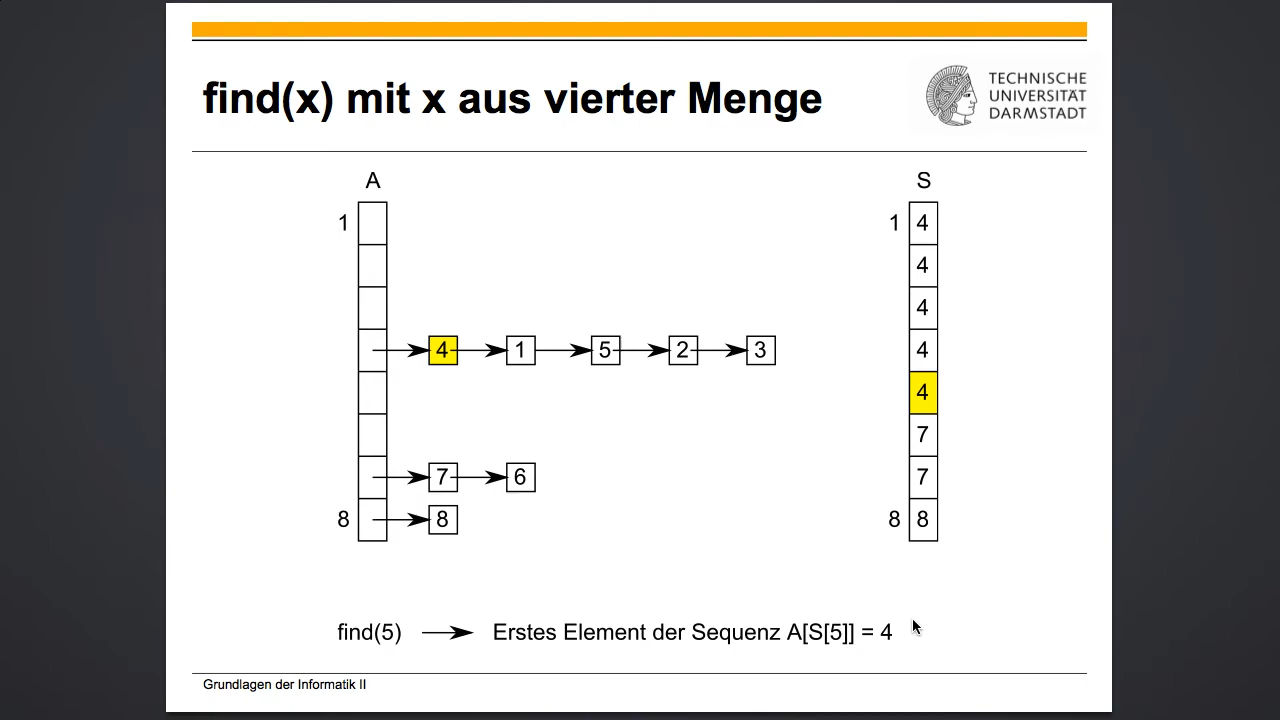 find(x) mit x aus vierter Menge
TECHNISCHE
UNIVERSITÄT
DARMSTADT
A
S
1
1 4
4
4
4 1 5 2 3
4
4
7
7 6
7
8 8
8 8
find(5) Erstes Element der Sequenz A[S[5]] = 4
Grundlagen der Informatik II